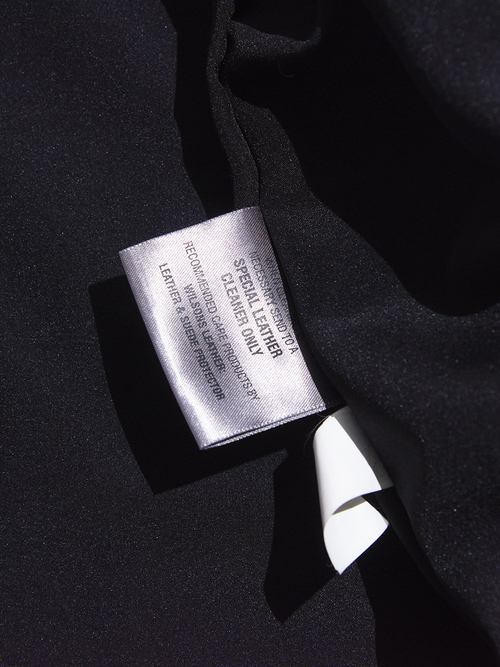 NECESSARY SEND TO A
SPECIAL LEATHER
CLEANER ONLY
RECOMMENDED CARE PRODUCTS BY
WILSONS LEATHER:
LEATHER & SUEDE PROTECTOR